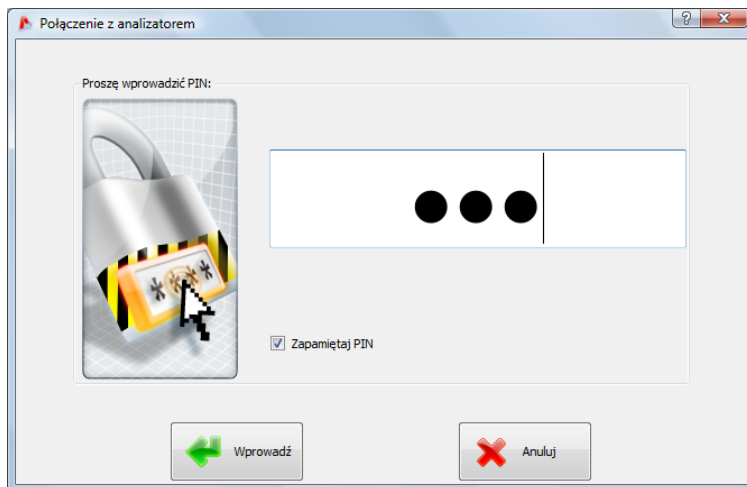 Połączenie z analizatorem
Proszę wprowadzić PIN:
****
Zapamiętaj PIN
Wprowadź
Anuluj